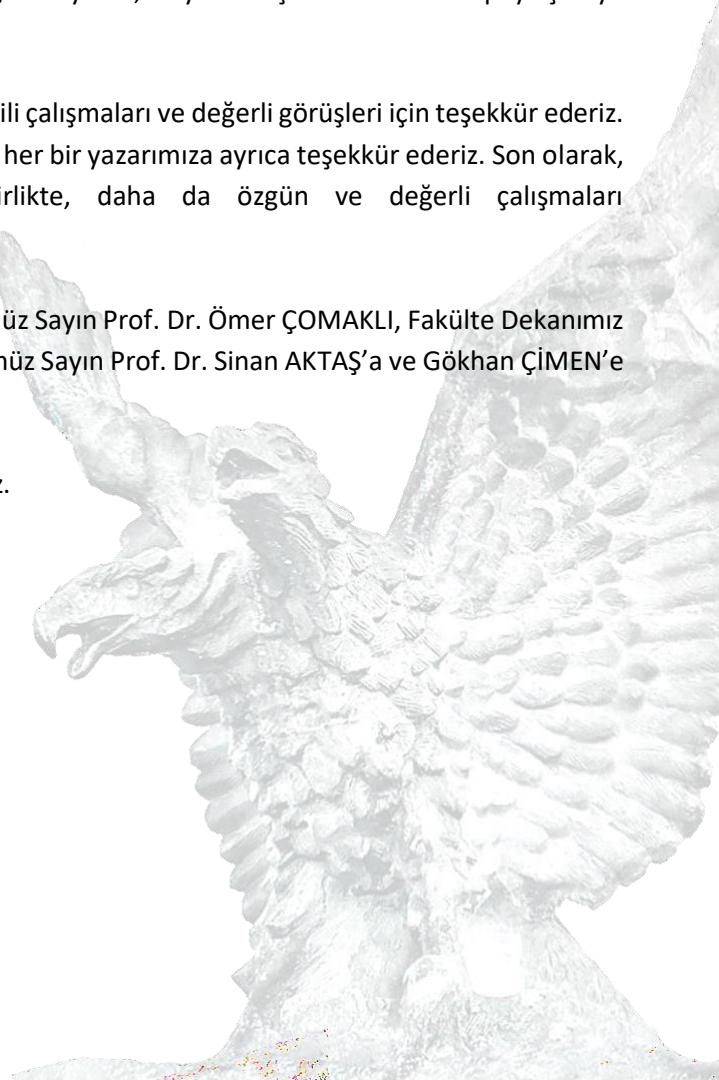 ili çalışmaları ve değerli görüşleri için teşekkür ederiz.
her bir yazarımıza ayrıca teşekkür ederiz. Son olarak,
irlikte, daha da özgün ve değerli çalışmaları
üz Sayın Prof. Dr. Ömer ÇOMAKLI, Fakülte Dekanımız
nüz Sayın Prof. Dr. Sinan AKTAŞ’a ve Gökhan ÇİMEN’e
z.